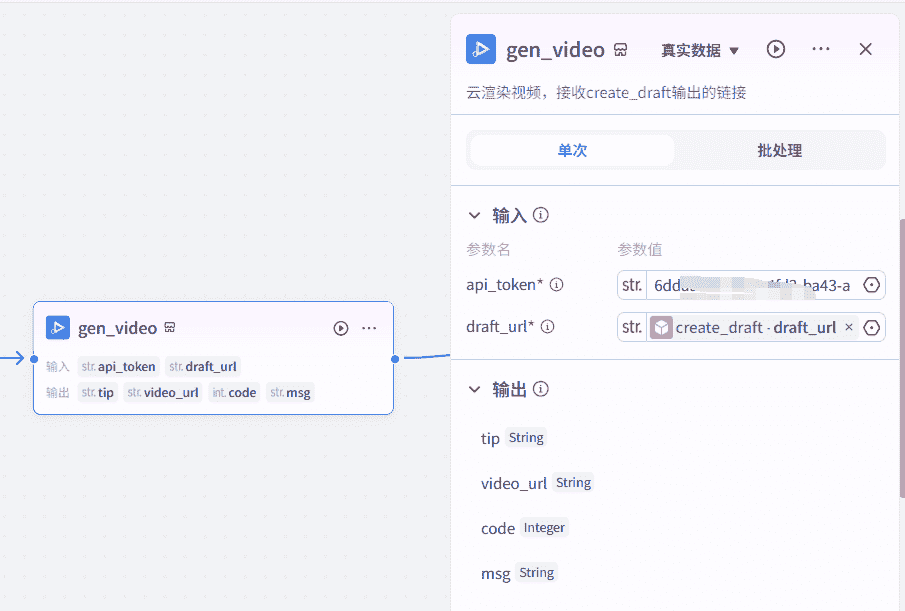 gen_video
真实数据
云渲染视频，接收create_draft输出的链接
单次
批处理
输入
参数名
参数值
api_token*
str.
ba43-a
draft_url*
str.
create_draft · draft_url ×
输出
tip String
video_url String
code Integer
msg String
gen_video
输入 str. api_token str. draft_url
输出 str. tip str. video_url int. code str. msg